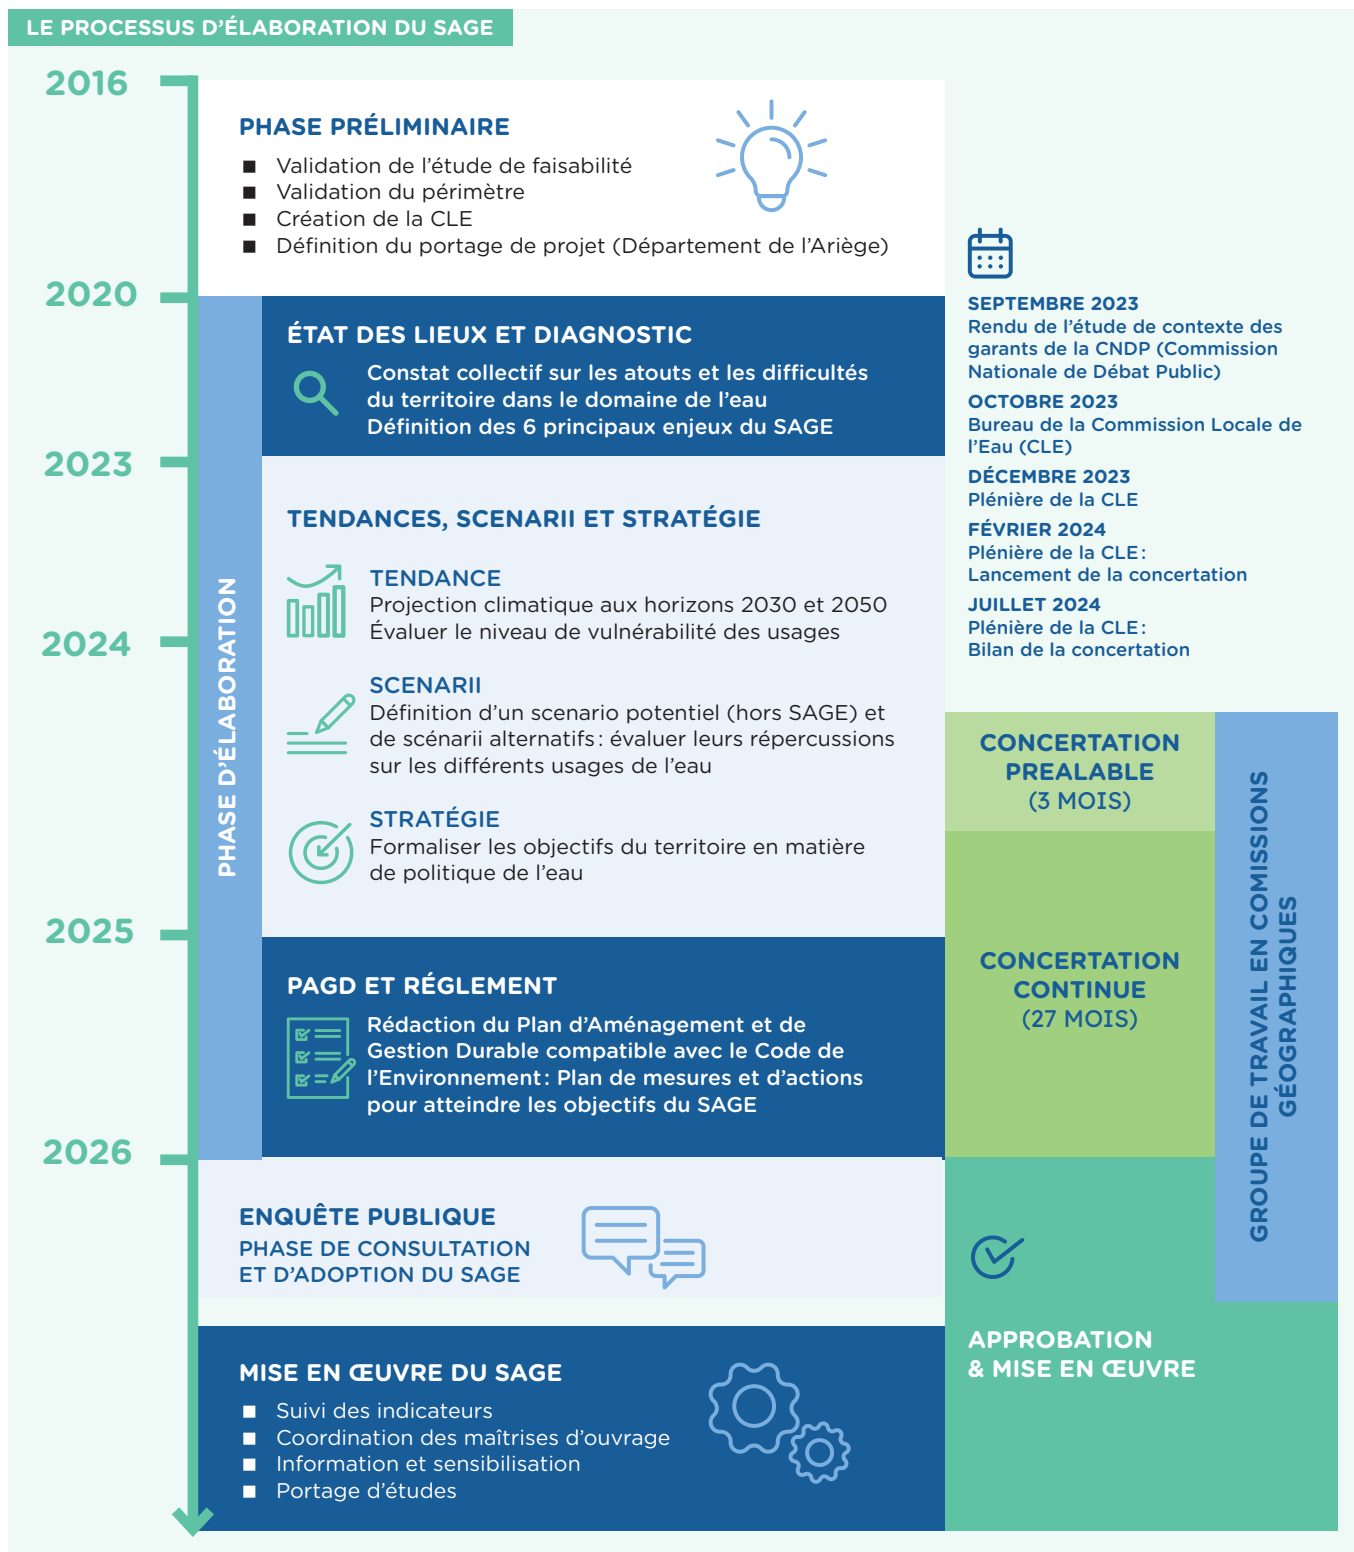 LE PROCESSUS D’ÉLABORATION DU SAGE
2016
PHASE PRÉLIMINAIRE
Validation de l’étude de faisabilité
Validation du périmètre
Création de la CLE
Définition du portage de projet (Département de l’Ariège)
2020
PHASE D’ÉLABORATION
ÉTAT DES LIEUX ET DIAGNOSTIC
Constat collectif sur les atouts et les difficultés
du territoire dans le domaine de l’eau
Définition des 6 principaux enjeux du SAGE
2023
TENDANCES, SCENARII ET STRATÉGIE
TENDANCE
Projection climatique aux horizons 2030 et 2050
Évaluer le niveau de vulnérabilité des usages
2024
SCENARII
Définition d’un scenario potentiel (hors SAGE) et
de scénarii alternatifs : évaluer leurs répercussions
sur les différents usages de l’eau
STRATÉGIE
Formaliser les objectifs du territoire en matière
de politique de l’eau
2025
PAGD ET RÉGLEMENT
Rédaction du Plan d’Aménagement et de
Gestion Durable compatible avec le Code de
l’Environnement : Plan de mesures et d’actions
pour atteindre les objectifs du SAGE
2026
ENQUÊTE PUBLIQUE
PHASE DE CONSULTATION
ET D’ADOPTION DU SAGE
MISE EN ŒUVRE DU SAGE
Suivi des indicateurs
Coordination des maîtrises d’ouvrage
Information et sensibilisation
Portage d’études
SEPTEMBRE 2023
Rendu de l’étude de contexte des
garants de la CNDP (Commission
Nationale de Débat Public)
OCTOBRE 2023
Bureau de la Commission Locale de
l’Eau (CLE)
DÉCEMBRE 2023
Plénière de la CLE
FÉVRIER 2024
Plénière de la CLE :
Lancement de la concertation
JUILLET 2024
Plénière de la CLE :
Bilan de la concertation
CONCERTATION
PREALABLE
(3 MOIS)
CONCERTATION
CONTINUE
(27 MOIS)
GROUPE DE TRAVAIL EN COMISSIONS
GÉOGRAPHIQUES
APPROBATION
& MISE EN ŒUVRE